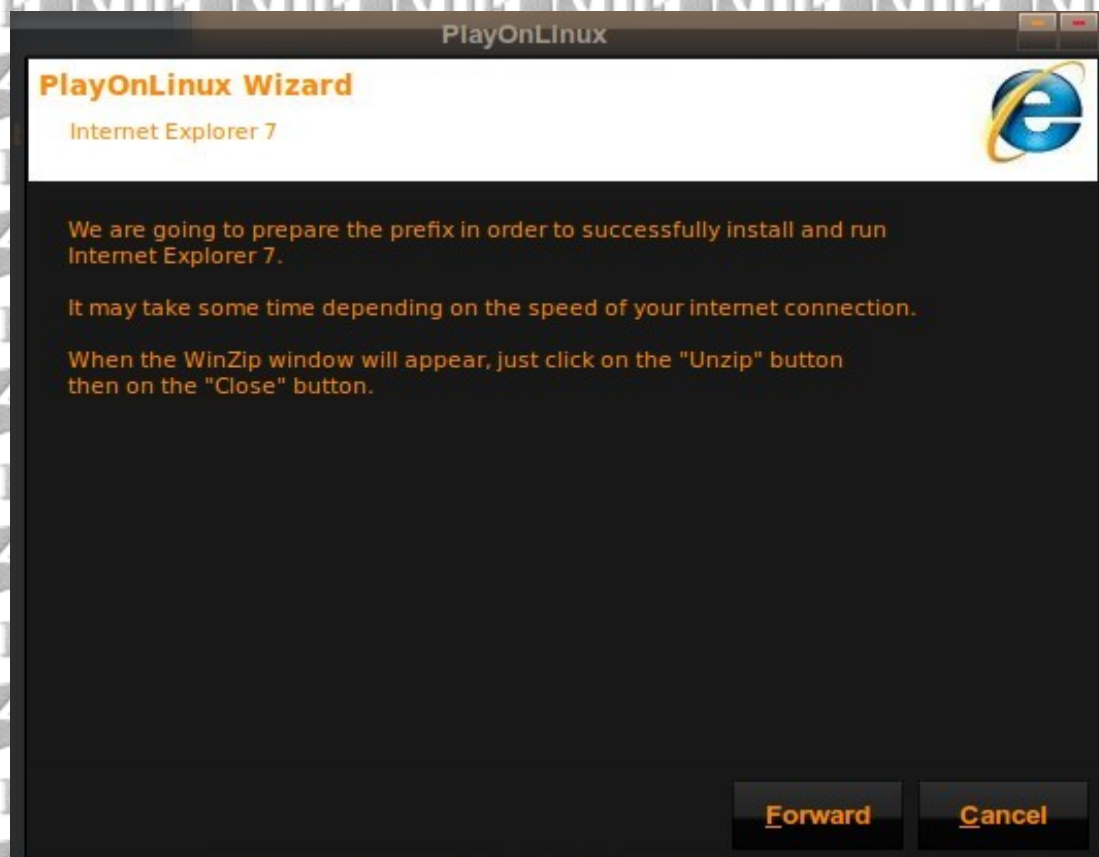 PlayOnLinux
PlayOnLinux Wizard
Internet Explorer 7
We are going to prepare the prefix in order to successfully install and run
Internet Explorer 7.
It may take some time depending on the speed of your internet connection.
When the WinZip window will appear, just click on the "Unzip" button
then on the "Close" button.
Forward
Cancel